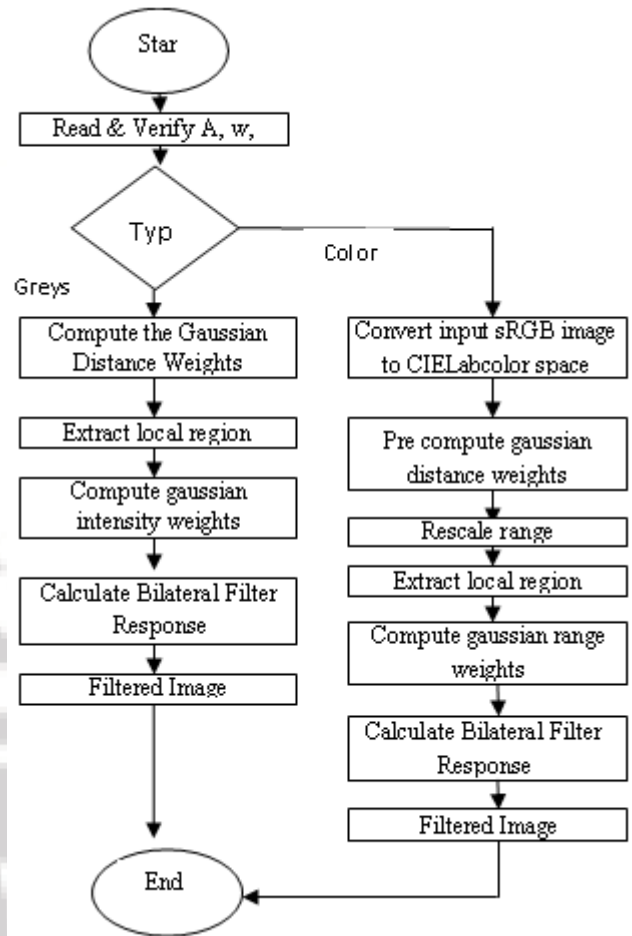 Star
Read & Verify A, w,
Typ
Color
Greys
Compute the Gaussian
Distance Weights
Extract local region
Compute gaussian
intensity weights
Calculate Bilateral Filter
Response
Filtered Image
Convert input sRGB image
to CIELabcolor space
Pre compute gaussian
distance weights
Rescale range
Extract local region
Compute gaussian range
weights
Calculate Bilateral Filter
Response
Filtered Image
End